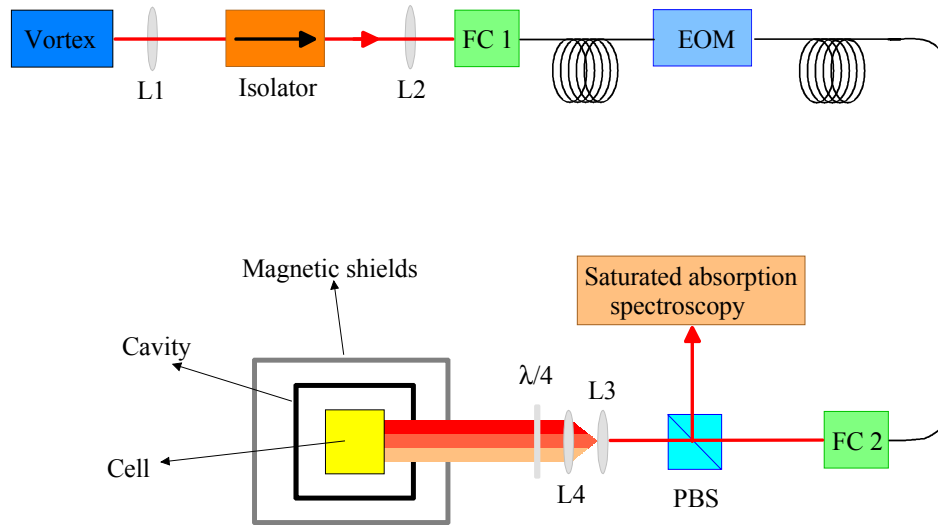 Vortex
L1
Isolator
L2
FC 1
EOM
Magnetic shields
Saturated absorption
spectroscopy
Cavity
λ/4
L3
Cell
L4
PBS
FC 2